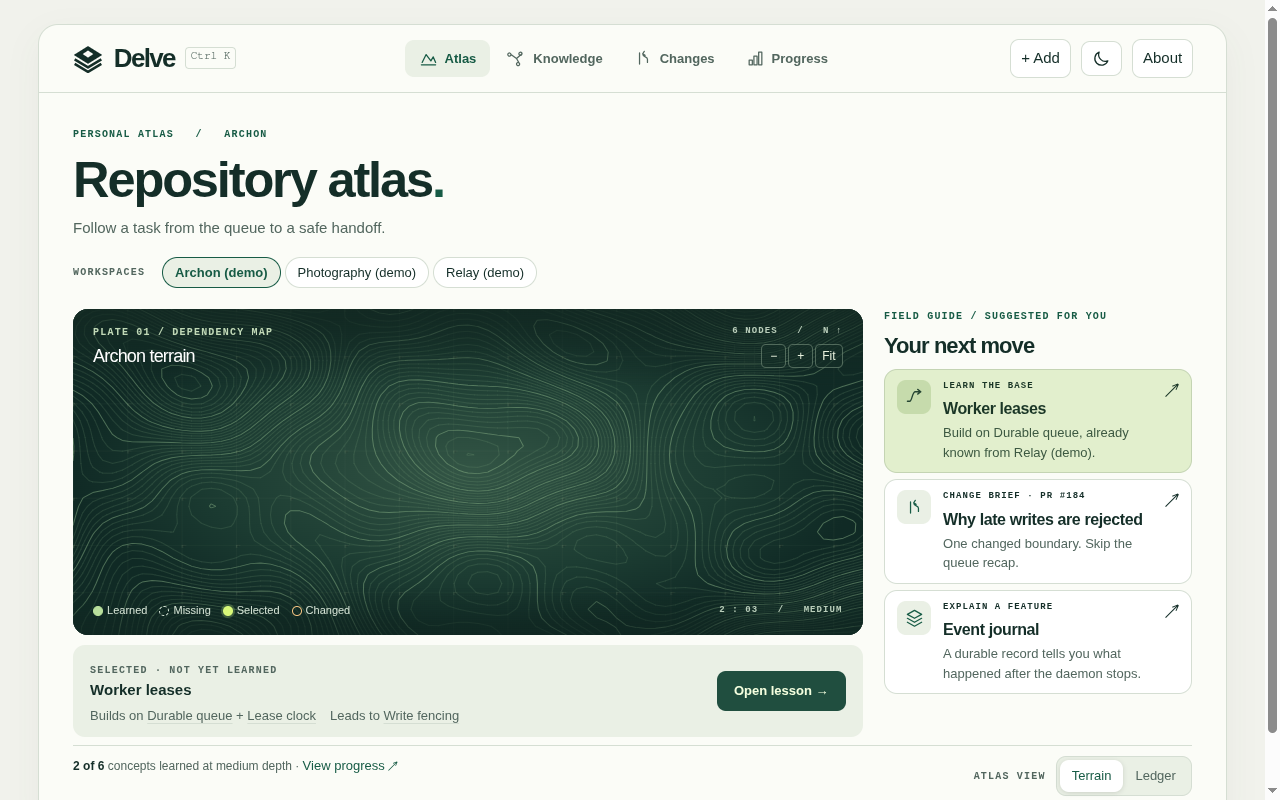 Delve Ctrl K
Atlas
Knowledge
Changes
Progress
+ Add
About
PERSONAL ATLAS / ARCHON
Repository atlas.
Follow a task from the queue to a safe handoff.
WORKSPACES
Archon (demo)
Photography (demo)
Relay (demo)
PLATE 01 / DEPENDENCY MAP
Archon terrain
6 NODES / N ↑
− + Fit
Learned
Missing
Selected
Changed
2 : 03 / MEDIUM
SELECTED · NOT YET LEARNED
Worker leases
Builds on Durable queue + Lease clock Leads to Write fencing
Open lesson →
FIELD GUIDE / SUGGESTED FOR YOU
Your next move
LEARN THE BASE
Worker leases
Build on Durable queue, already
known from Relay (demo).
CHANGE BRIEF · PR #184
Why late writes are rejected
One changed boundary. Skip the
queue recap.
EXPLAIN A FEATURE
Event journal
A durable record tells you what
happened after the daemon stops.
2 of 6 concepts learned at medium depth · View progress
ATLAS VIEW
Terrain
Ledger